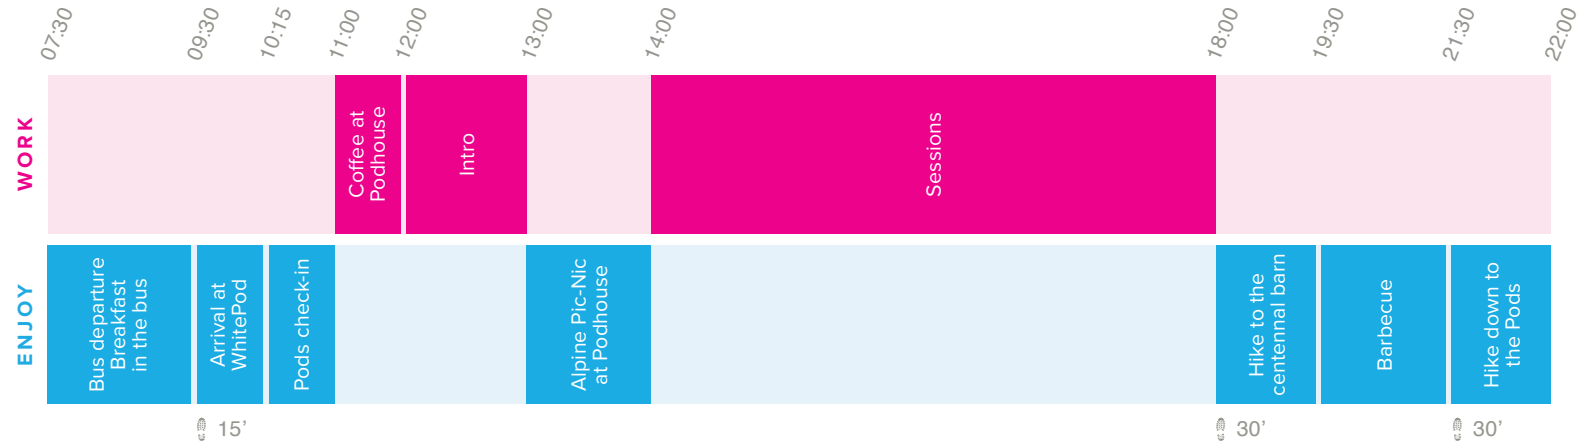 07:30
09:30
10:15
11:00
12:00
13:00
14:00
18:00
19:30
21:30
22:00
WORK
Coffee at
Podhouse
Intro
Sessions
ENJOY
Bus departure
Breakfast
in the bus
Arrival at
WhitePod
Pods check-in
Alpine Pic-Nic
at Podhouse
Hike to the
centennal barn
Barbecue
Hike down to
the Pods
15’
30’
30’